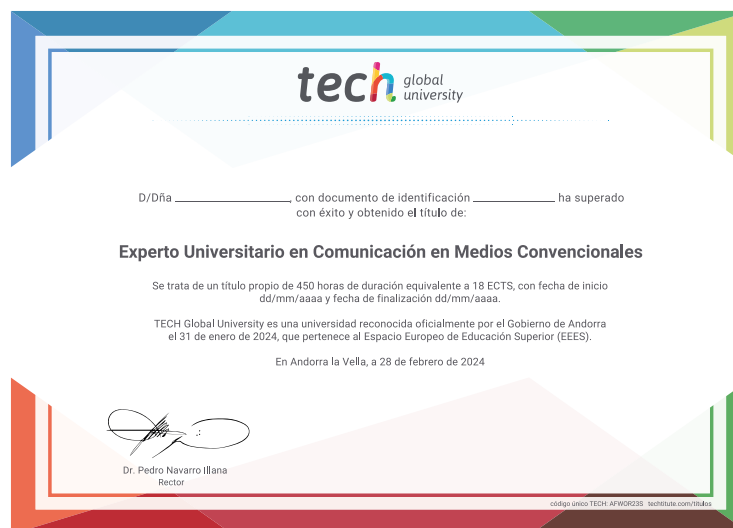 tech global
university
D/Dña ______________, con documento de identificación __________ ha superado
con éxito y obtenido el título de:
Experto Universitario en Comunicación en Medios Convencionales
Se trata de un título propio de 450 horas de duración equivalente a 18 ECTS, con fecha de inicio
dd/mm/aaaa y fecha de finalización dd/mm/aaaa.
TECH Global University es una universidad reconocida oficialmente por el Gobierno de Andorra
el 31 de enero de 2024, que pertenece al Espacio Europeo de Educación Superior (EEES).
En Andorra la Vella, a 28 de febrero de 2024
Dr. Pedro Navarro Illana
Rector
código único TECH: AFWOR23S techtitute.com/titulos